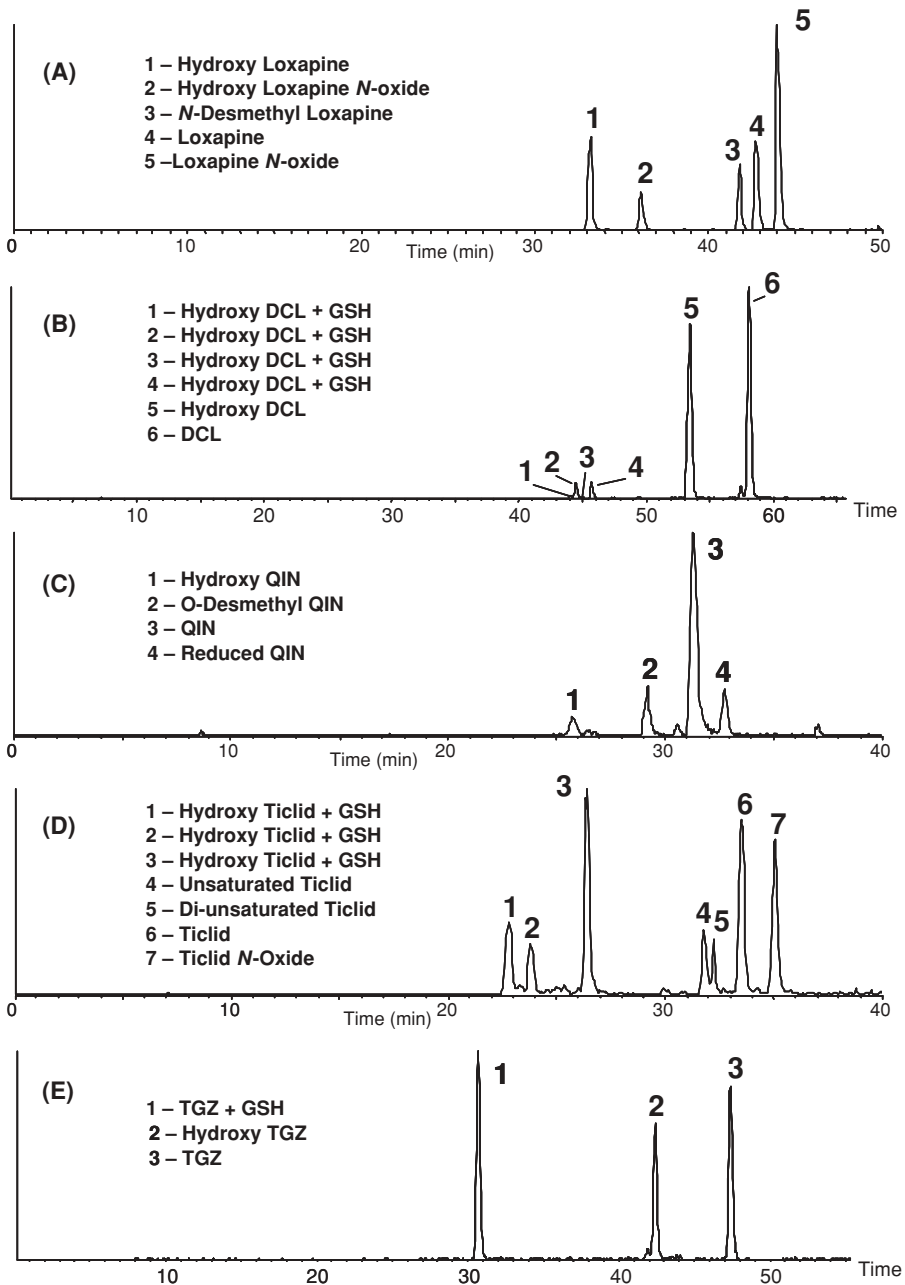 (A)
1 – Hydroxy Loxapine
2 – Hydroxy Loxapine N-oxide
3 – N-Desmethyl Loxapine
4 – Loxapine
5 –Loxapine N-oxide
1 2 3 4 5
0 10 20 30 40 50
Time (min)
(B)
1 – Hydroxy DCL + GSH
2 – Hydroxy DCL + GSH
3 – Hydroxy DCL + GSH
4 – Hydroxy DCL + GSH
5 – Hydroxy DCL
6 – DCL
1 2 3 4 5 6
10 20 30 40 50 60 Time
(C)
1 – Hydroxy QIN
2 – O-Desmethyl QIN
3 – QIN
4 – Reduced QIN
1 2 3 4
0 10 20 30 40
Time (min)
(D)
1 – Hydroxy Ticlid + GSH
2 – Hydroxy Ticlid + GSH
3 – Hydroxy Ticlid + GSH
4 – Unsaturated Ticlid
5 – Di-unsaturated Ticlid
6 – Ticlid
7 – Ticlid N-Oxide
1 2 3 4 5 6 7
0 10 20 30 40
Time (min)
(E)
1 – TGZ + GSH
2 – Hydroxy TGZ
3 – TGZ
1 2 3
10 20 30 40 50 Time